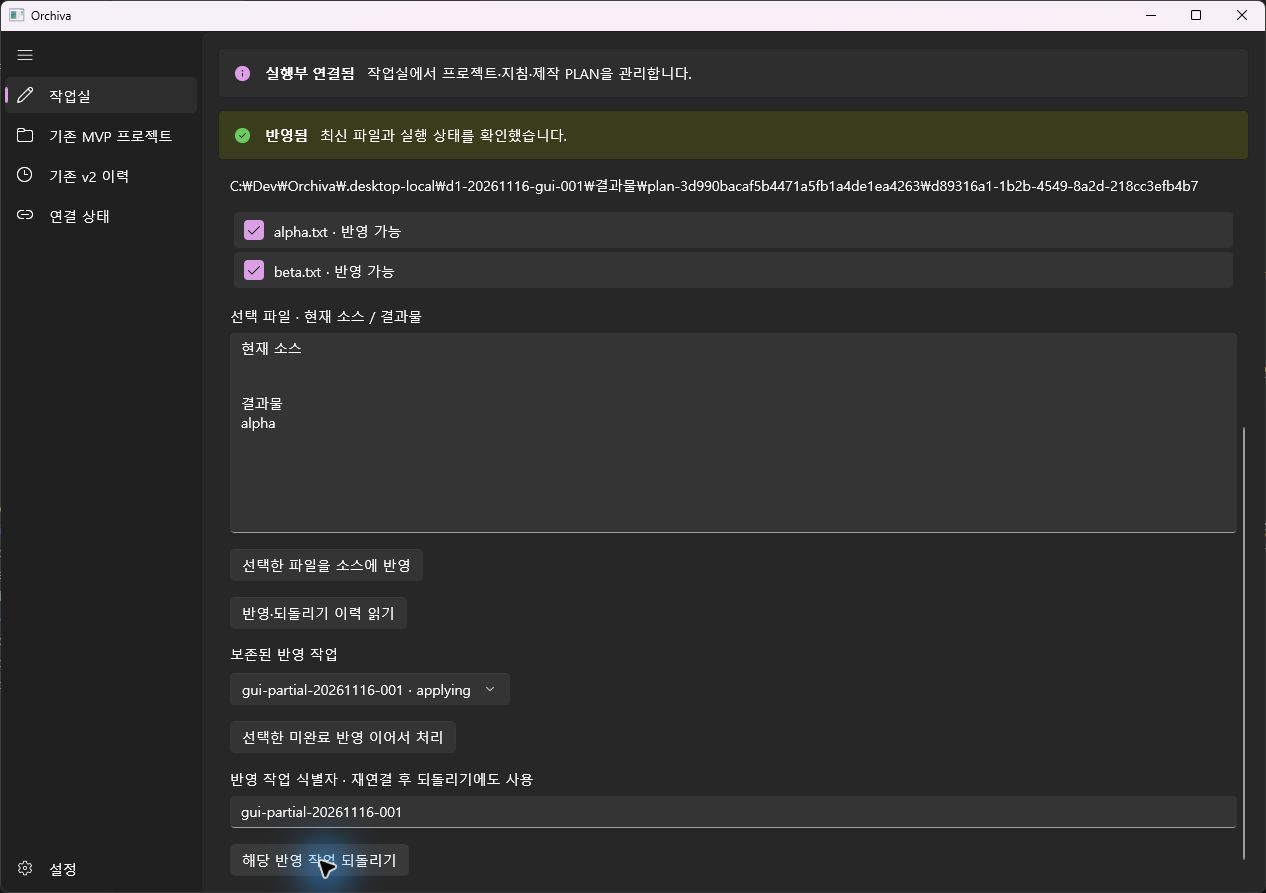 Orchiva
작업실
기존 MVP 프로젝트
기존 v2 이력
연결 상태
설정
실행부 연결됨 작업실에서 프로젝트·지침·제작 PLAN을 관리합니다.
반영됨 최신 파일과 실행 상태를 확인했습니다.
C:₩Dev₩Orchiva₩.desktop-local₩d1-20261116-gui-001₩결과물₩plan-3d990bacaf5b4471a5fb1a4de1ea4263₩d89316a1-1b2b-4549-8a2d-218cc3efb4b7
alpha.txt · 반영 가능
beta.txt · 반영 가능
선택 파일 · 현재 소스 / 결과물
현재 소스
결과물
alpha
선택한 파일을 소스에 반영
반영·되돌리기 이력 읽기
보존된 반영 작업
gui-partial-20261116-001 · applying
선택한 미완료 반영 이어서 처리
반영 작업 식별자 · 재연결 후 되돌리기에도 사용
gui-partial-20261116-001
해당 반영 작업 되돌리기